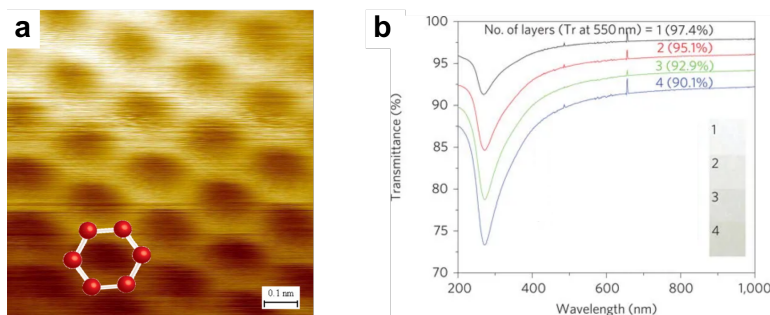 a
0.1 nm
b
No. of layers (Tr at 550 nm) = 1 (97.4%)
2 (95.1%)
3 (92.9%)
4 (90.1%)
1
2
3
4
100
95
90
85
80
75
70
Transmittance (%)
200 400 600 800 1,000
Wavelength (nm)